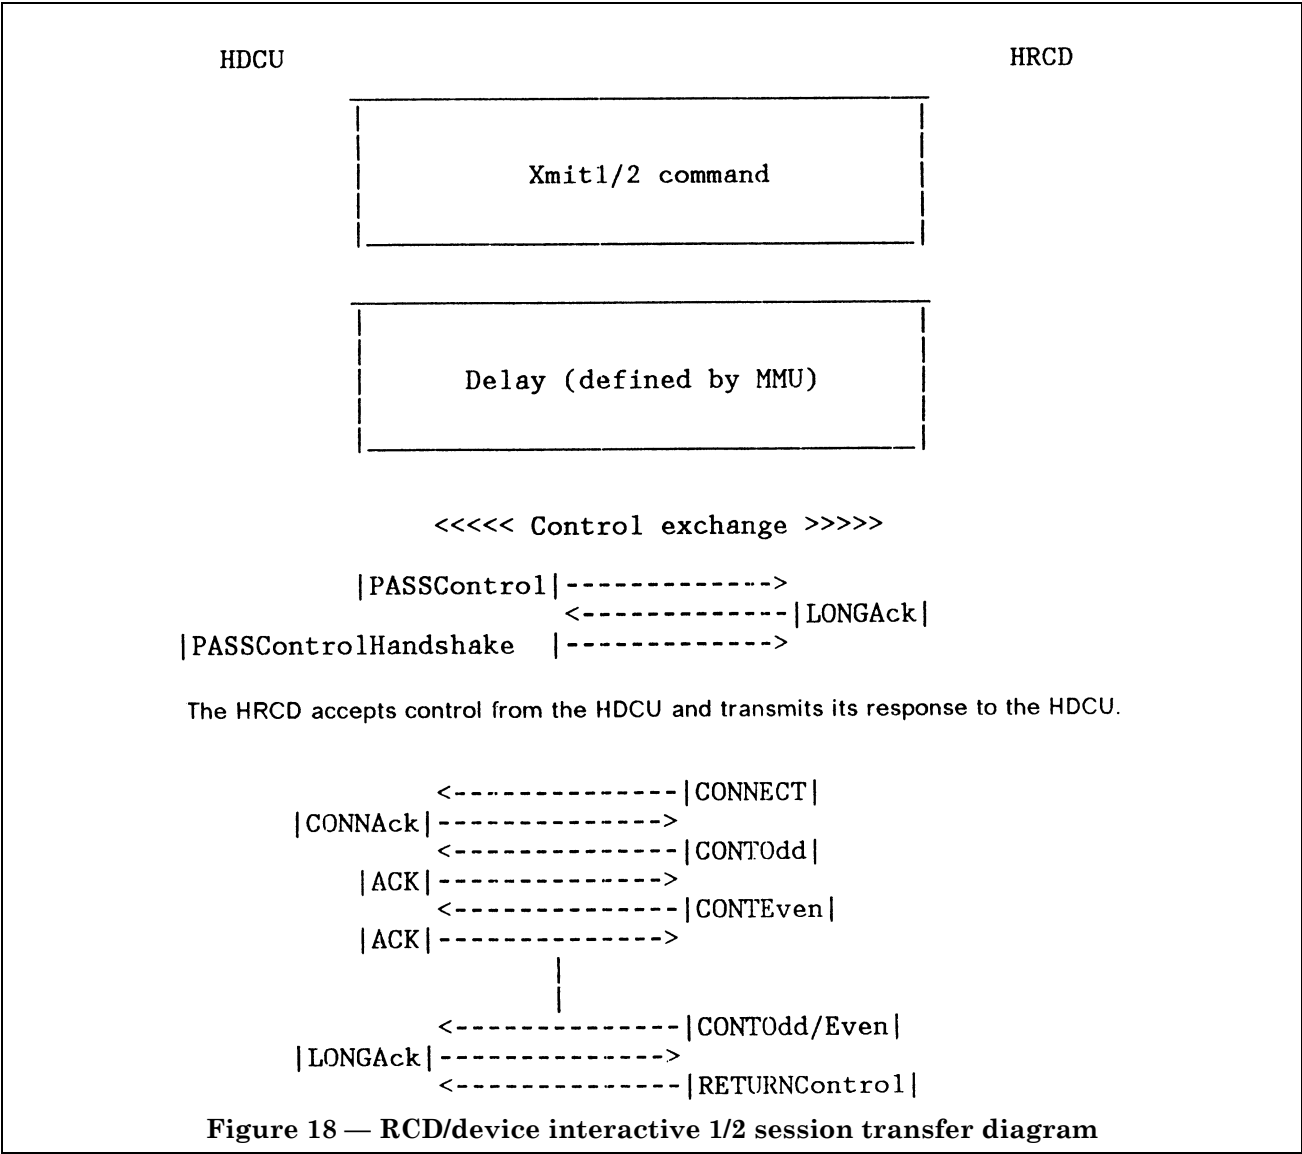 HDCU HRCD
Xmit1/2 command
Delay (defined by MMU)
<<<<< Control exchange >>>>>
|PASSControl|------------->
<-------------|LONGAck|
|PASSControlHandshake |------------->
The HRCD accepts control from the HDCU and transmits its response to the HDCU.
<--------------|CONNECT|
|CONNAck|-------------->
<--------------|CONTOdd|
|ACK|-------------->
<--------------|CONTEven|
|ACK|-------------->
<--------------|CONTOdd/Even|
|LONGAck|-------------->
<--------------|RETURNControl|
Figure 18 — RCD/device interactive 1/2 session transfer diagram